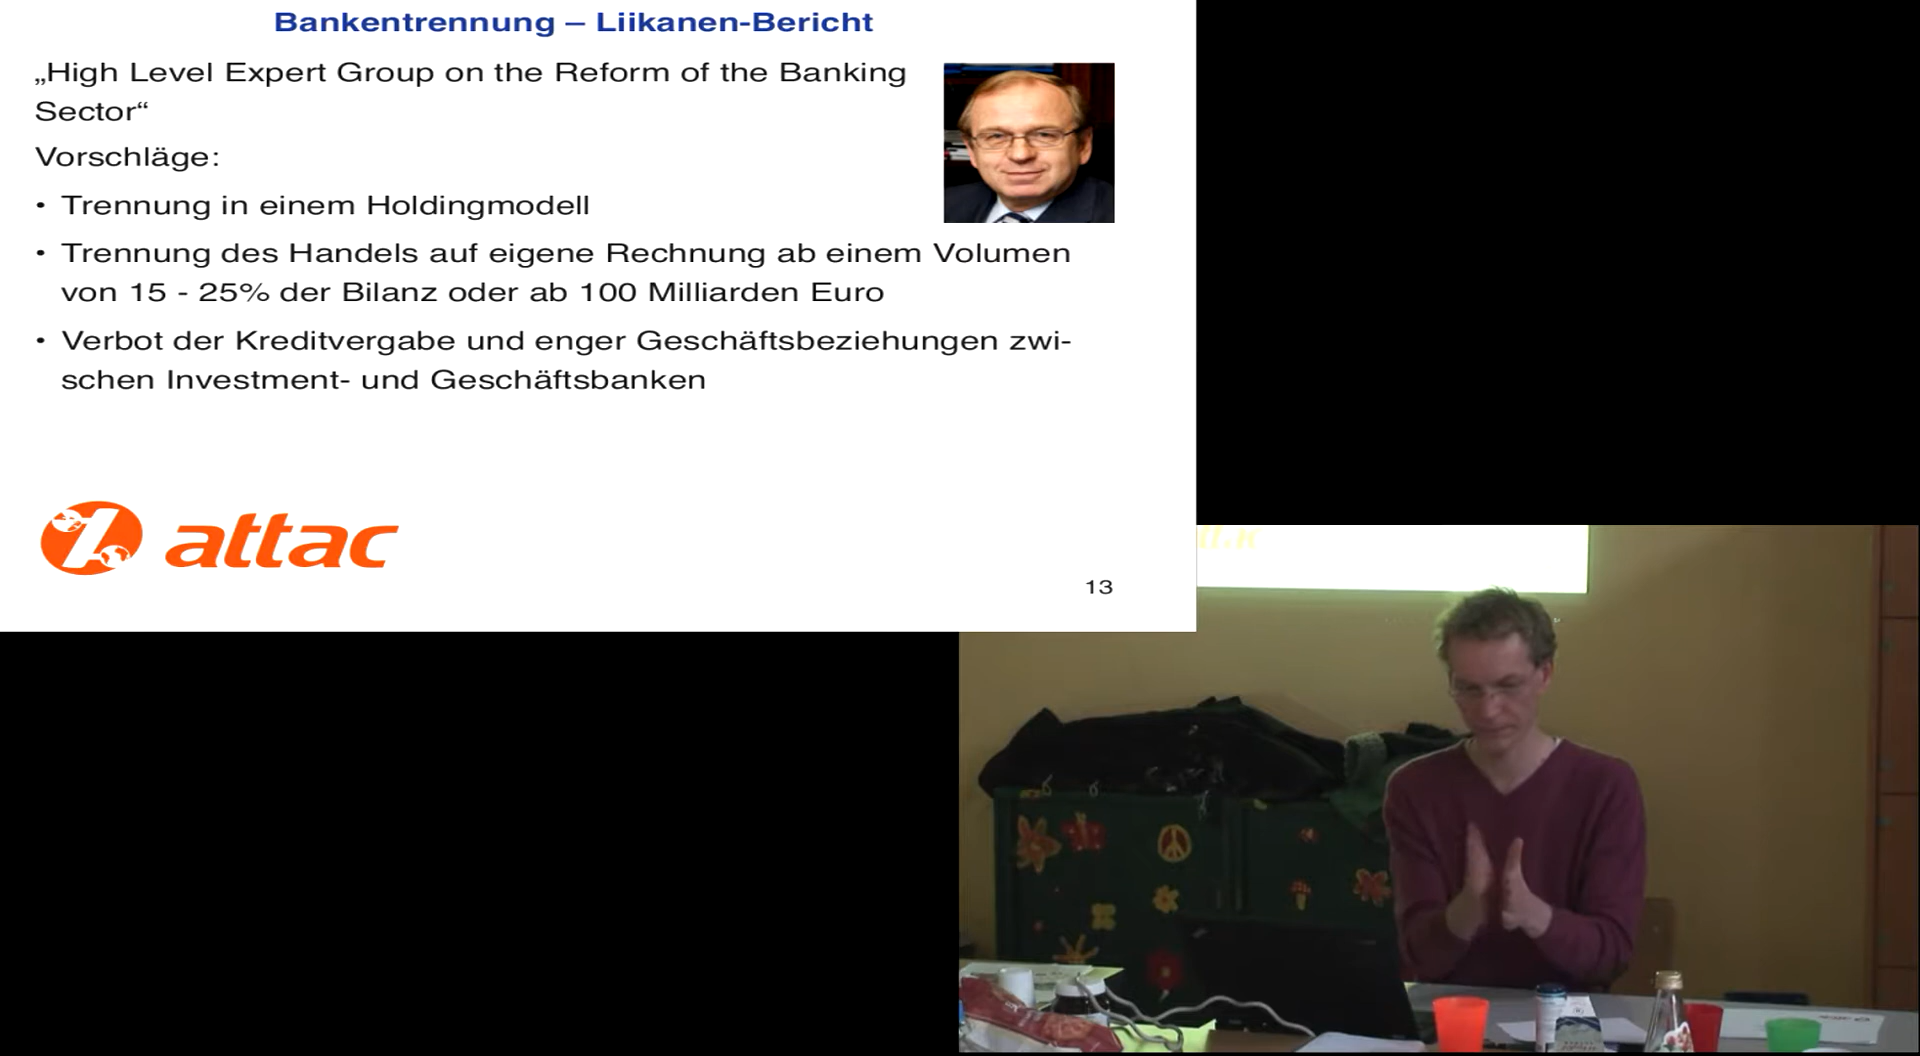 Bankentrennung – Liikanen-Bericht
„High Level Expert Group on the Reform of the Banking
Sector“
Vorschläge:
• Trennung in einem Holdingmodell
• Trennung des Handels auf eigene Rechnung ab einem Volumen
von 15 - 25% der Bilanz oder ab 100 Milliarden Euro
• Verbot der Kreditvergabe und enger Geschäftsbeziehungen zwi-
schen Investment- und Geschäftsbanken
attac
13